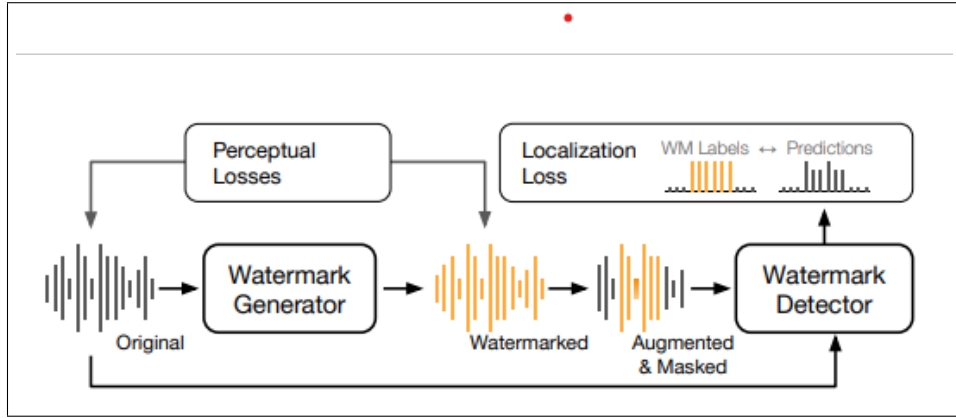 Perceptual
Losses
Localization
Loss
WM Labels ↔ Predictions
Watermark
Generator
Watermark
Detector
Original
Watermarked
Augmented
& Masked